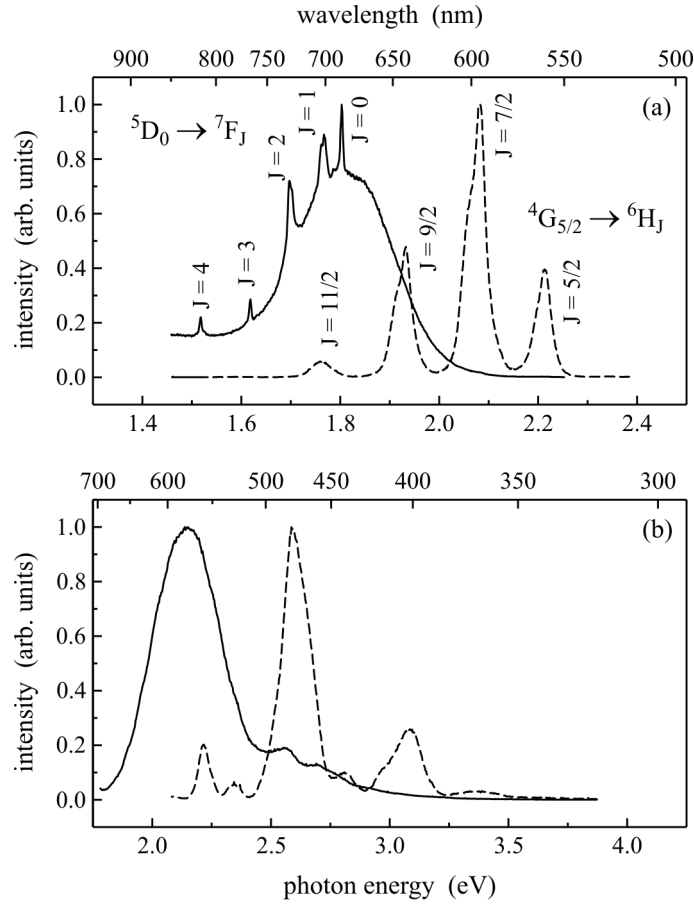 wavelength (nm)
900 800 750 700 650 600 550 500
(a)
⁵D₀ → ⁷F_J
⁴G₅/₂ → ⁶H_J
J = 4
J = 3
J = 2
J = 1
J = 0
J = 11/2
J = 9/2
J = 7/2
J = 5/2
intensity (arb. units)
1.0
0.8
0.6
0.4
0.2
0.0
1.4 1.6 1.8 2.0 2.2 2.4
700 600 500 450 400 350 300
(b)
intensity (arb. units)
1.0
0.8
0.6
0.4
0.2
0.0
2.0 2.5 3.0 3.5 4.0
photon energy (eV)